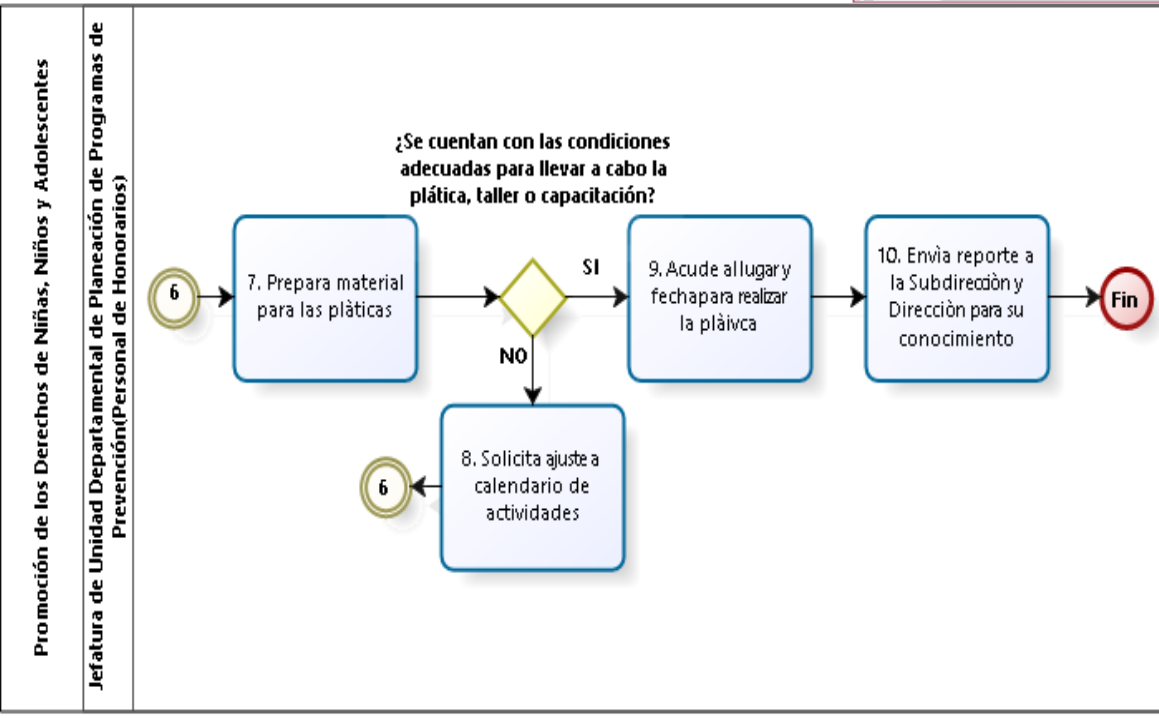 Promoción de los Derechos de Niñas, Niños y Adolescentes
Jefatura de Unidad Departamental de Planeación de Programas de
Prevención(Personal de Honorarios)
¿Se cuentan con las condiciones
adecuadas para llevar a cabo la
plática, taller o capacitación?
6
7. Prepara material
para las plàticas
SI
9. Acude al lugar y
fechapara realizar
la plàivca
10. Envìa reporte a
la Subdirecciòn y
Direcciòn para su
conocimiento
Fin
NO
8. Solicita ajuste a
calendario de
actividades
6